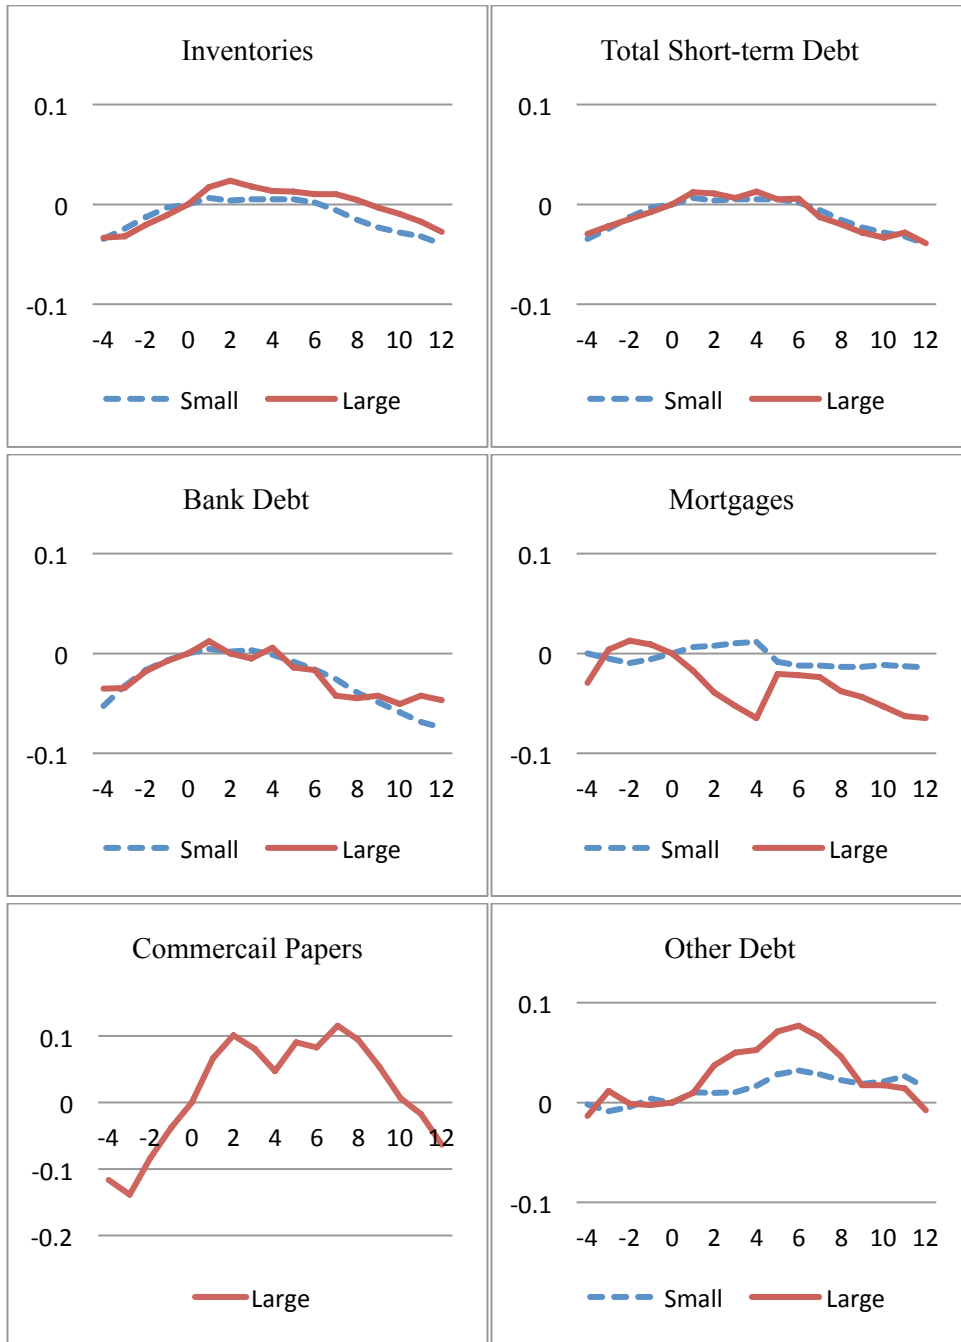 Inventories
0.1
0
-0.1
-4 -2 0 2 4 6 8 10 12
Small Large
Total Short-term Debt
0.1
0
-0.1
-4 -2 0 2 4 6 8 10 12
Small Large
Bank Debt
0.1
0
-0.1
-4 -2 0 2 4 6 8 10 12
Small Large
Mortgages
0.1
0
-0.1
-4 -2 0 2 4 6 8 10 12
Small Large
Commercail Papers
0.1
0
-4 -2 0 2 4 6 8 10 12
-0.1
-0.2
Large
Other Debt
0.1
0
-0.1
-4 -2 0 2 4 6 8 10 12
Small Large